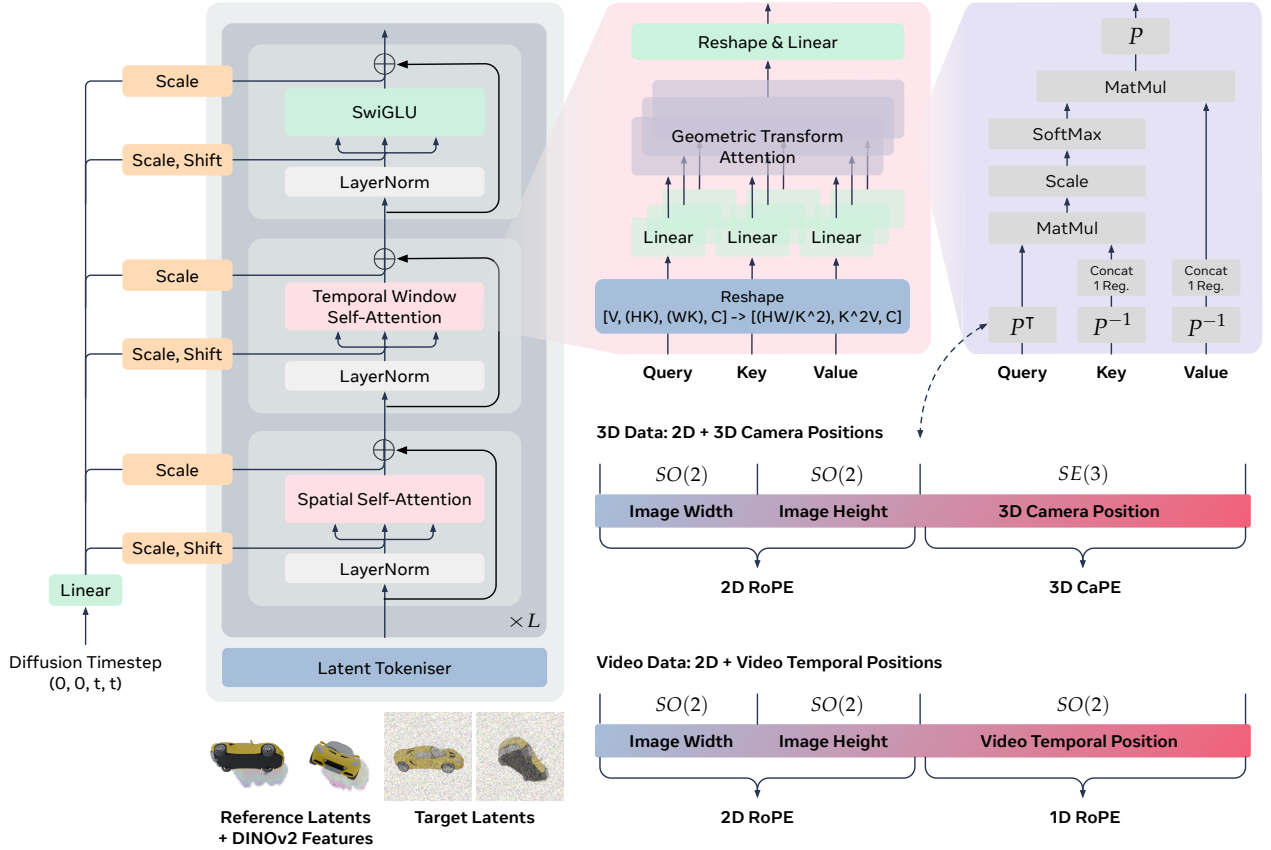 Scale
SwiGLU
Scale, Shift
LayerNorm
Scale
Temporal Window
Self-Attention
Scale, Shift
LayerNorm
Scale
Spatial Self-Attention
Scale, Shift
LayerNorm
Linear
× L
Diffusion Timestep
(0, 0, t, t)
Latent Tokeniser
Reference Latents
+ DINOv2 Features
Target Latents
Reshape & Linear
Geometric Transform
Attention
Linear
Linear
Linear
Reshape
[V, (HK), (WK), C] -> [(HW/K^2), K^2V, C]
Query
Key
Value
P
MatMul
SoftMax
Scale
MatMul
Concat
1 Reg.
Concat
1 Reg.
P⊺
P⁻¹
P⁻¹
Query
Key
Value
3D Data: 2D + 3D Camera Positions
SO(2)
SO(2)
SE(3)
Image Width
Image Height
3D Camera Position
2D RoPE
3D CaPE
Video Data: 2D + Video Temporal Positions
SO(2)
SO(2)
SO(2)
Image Width
Image Height
Video Temporal Position
2D RoPE
1D RoPE